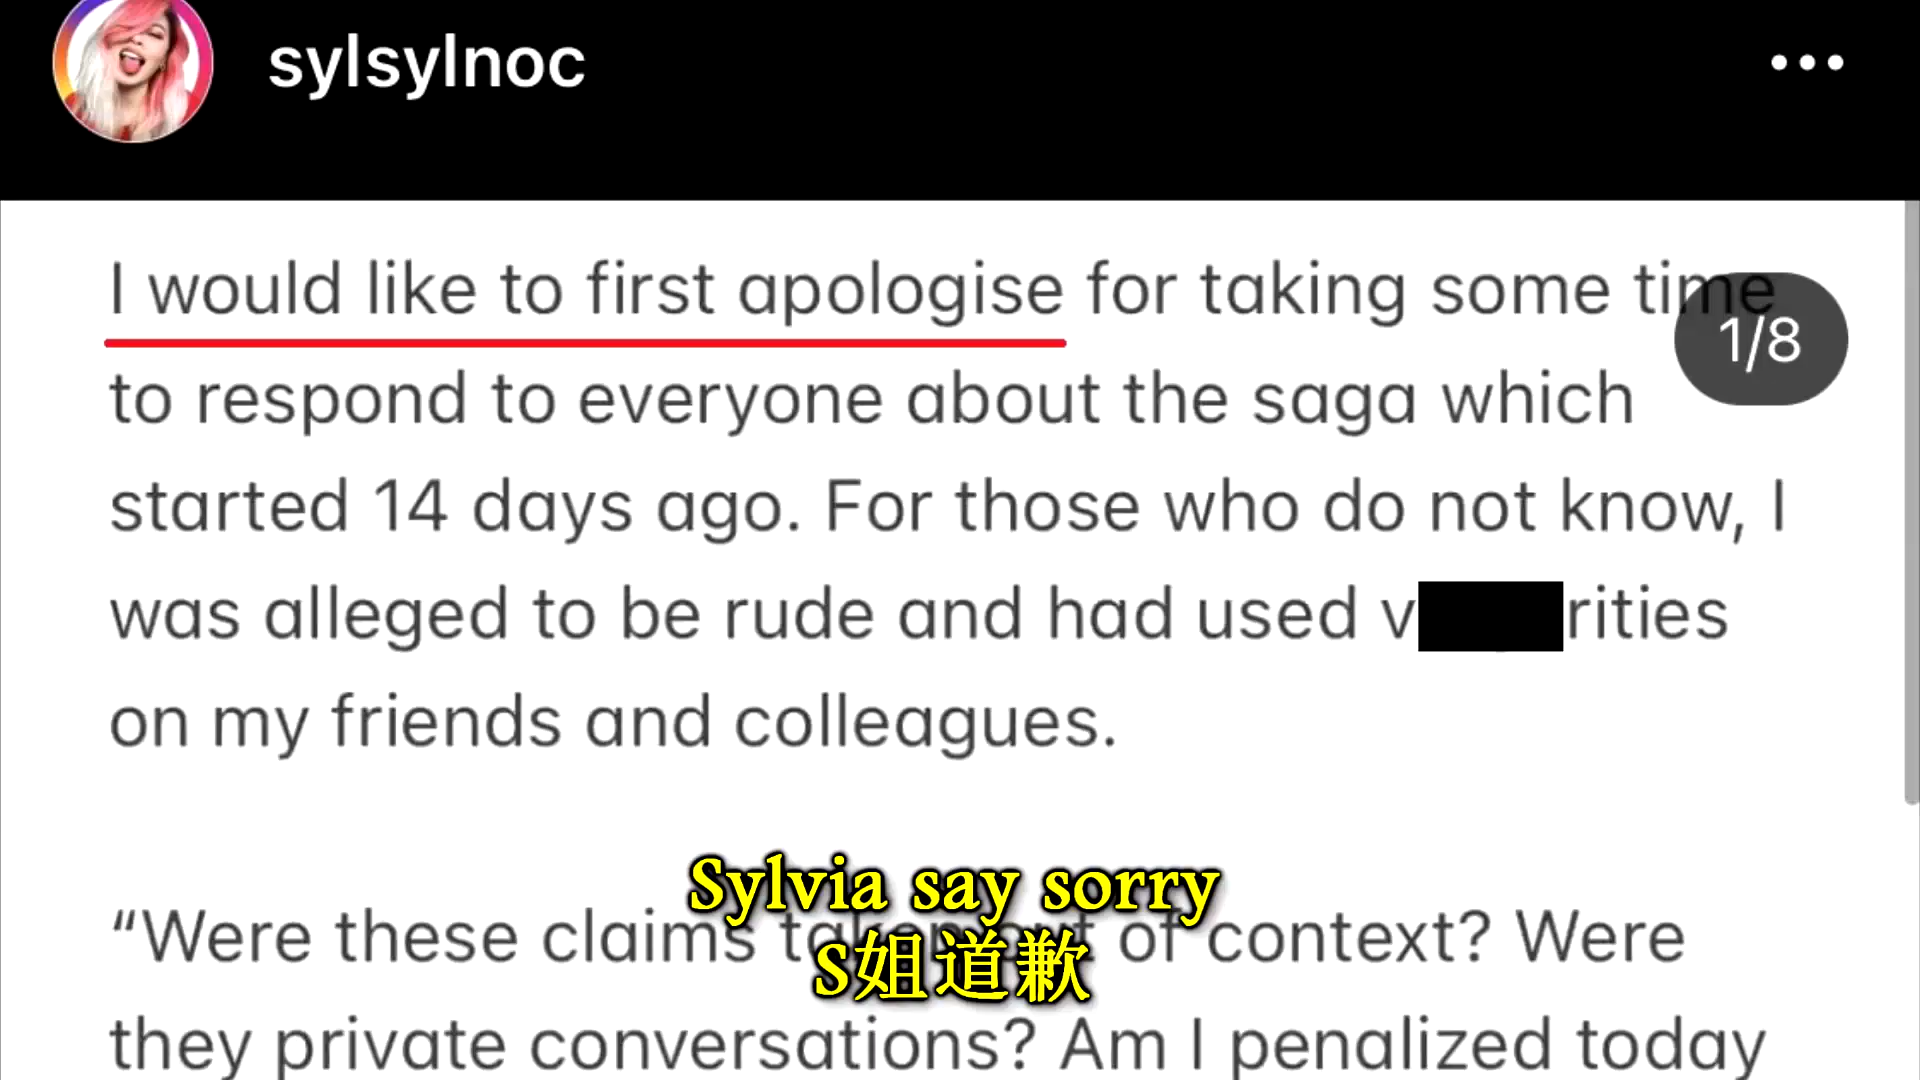 sylsylnoc
I would like to first apologise for taking some time
1/8
to respond to everyone about the saga which
started 14 days ago. For those who do not know, I
was alleged to be rude and had used v rities
on my friends and colleagues.
Sylvia say sorry
“Were these claims taken out of context? Were
S姐道歉
they private conversations? Am I penalized today